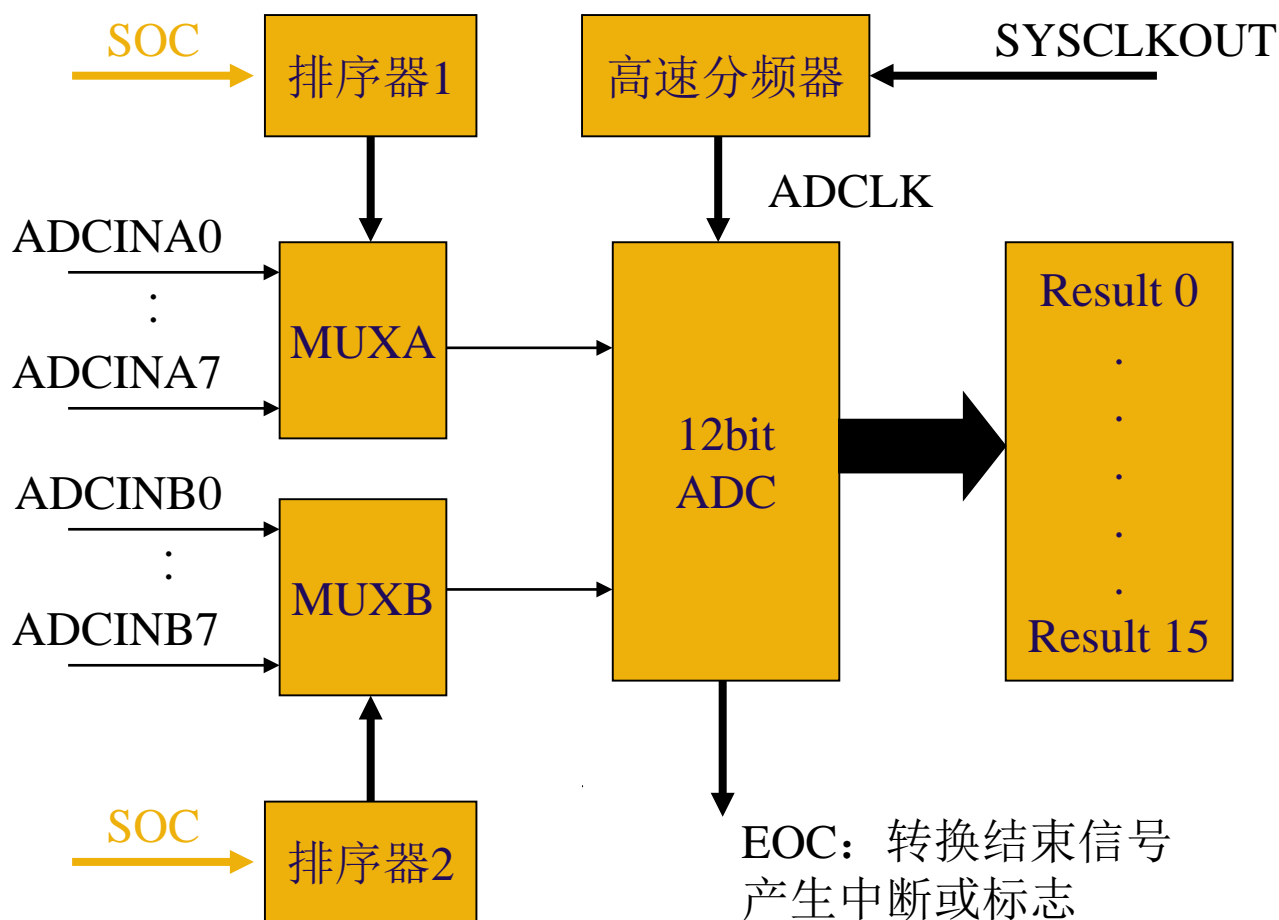 SOC
排序器1
高速分频器
SYSCLKOUT
ADCLK
ADCINA0
:
ADCINA7
MUXA
ADCINB0
:
ADCINB7
MUXB
12bit
ADC
Result 0
.
.
.
.
.
Result 15
SOC
排序器2
EOC：转换结束信号
产生中断或标志